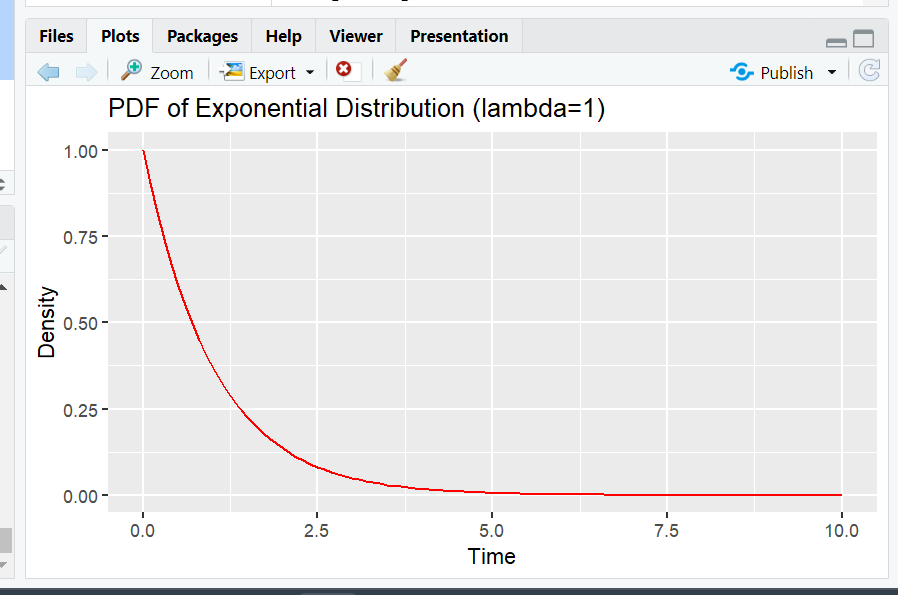 Files Plots Packages Help Viewer Presentation
Zoom Export Publish
PDF of Exponential Distribution (lambda=1)
1.00
0.75
0.50
0.25
0.00
Density
0.0 2.5 5.0 7.5 10.0
Time